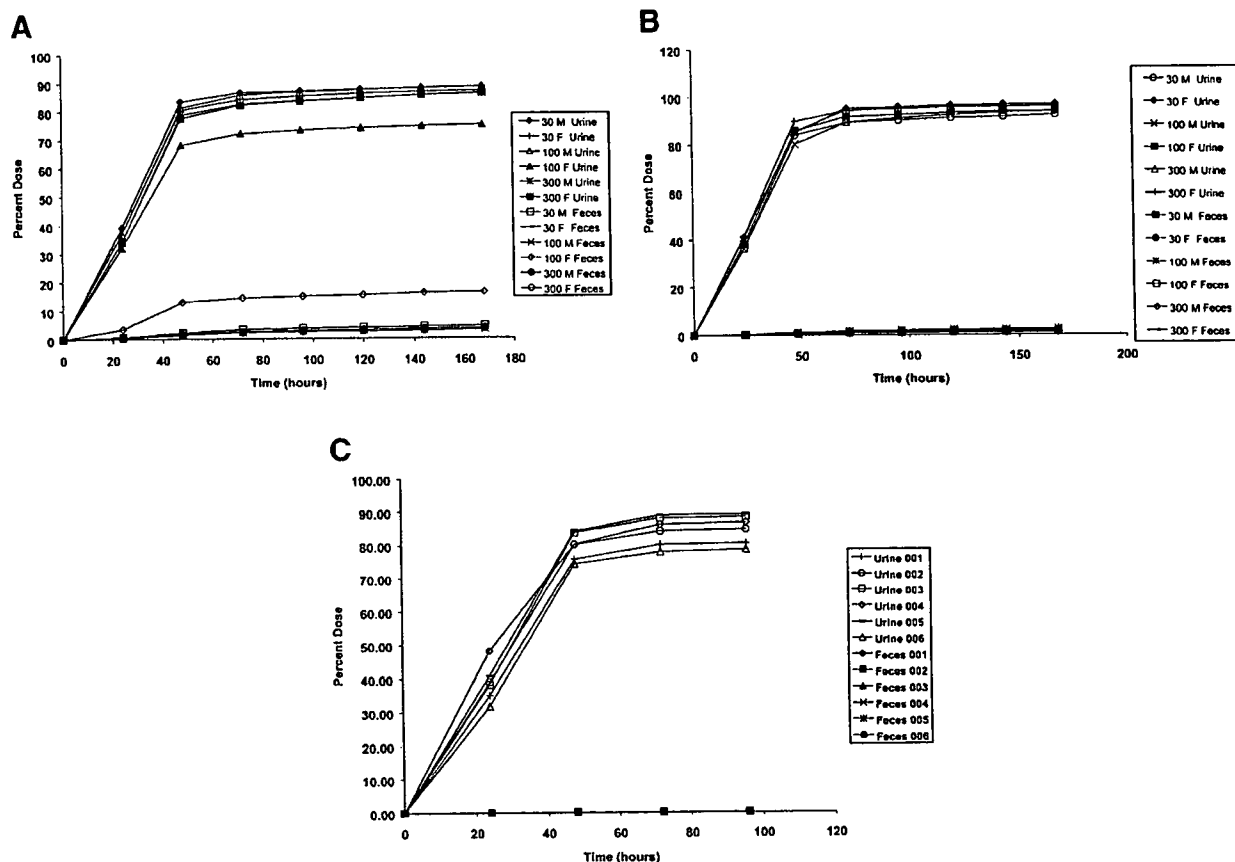 A
100
90
80
70
60
50
40
30
20
10
0
Percent Dose
0 20 40 60 80 100 120 140 160 180
Time (hours)
30 M Urine
30 F Urine
100 M Urine
100 F Urine
300 M Urine
300 F Urine
30 M Feces
30 F Feces
100 M Feces
100 F Feces
300 M Feces
300 F Feces
B
120
100
80
60
40
20
0
Percent Dose
0 50 100 150 200
Time (hours)
30 M Urine
30 F Urine
100 M Urine
100 F Urine
300 M Urine
300 F Urine
30 M Feces
30 F Feces
100 M Feces
100 F Feces
300 M Feces
300 F Feces
C
100.00
90.00
80.00
70.00
60.00
50.00
40.00
30.00
20.00
10.00
0.00
Percent Dose
0 20 40 60 80 100 120
Time (hours)
Urine 001
Urine 002
Urine 003
Urine 004
Urine 005
Urine 006
Feces 001
Feces 002
Feces 003
Feces 004
Feces 005
Feces 006